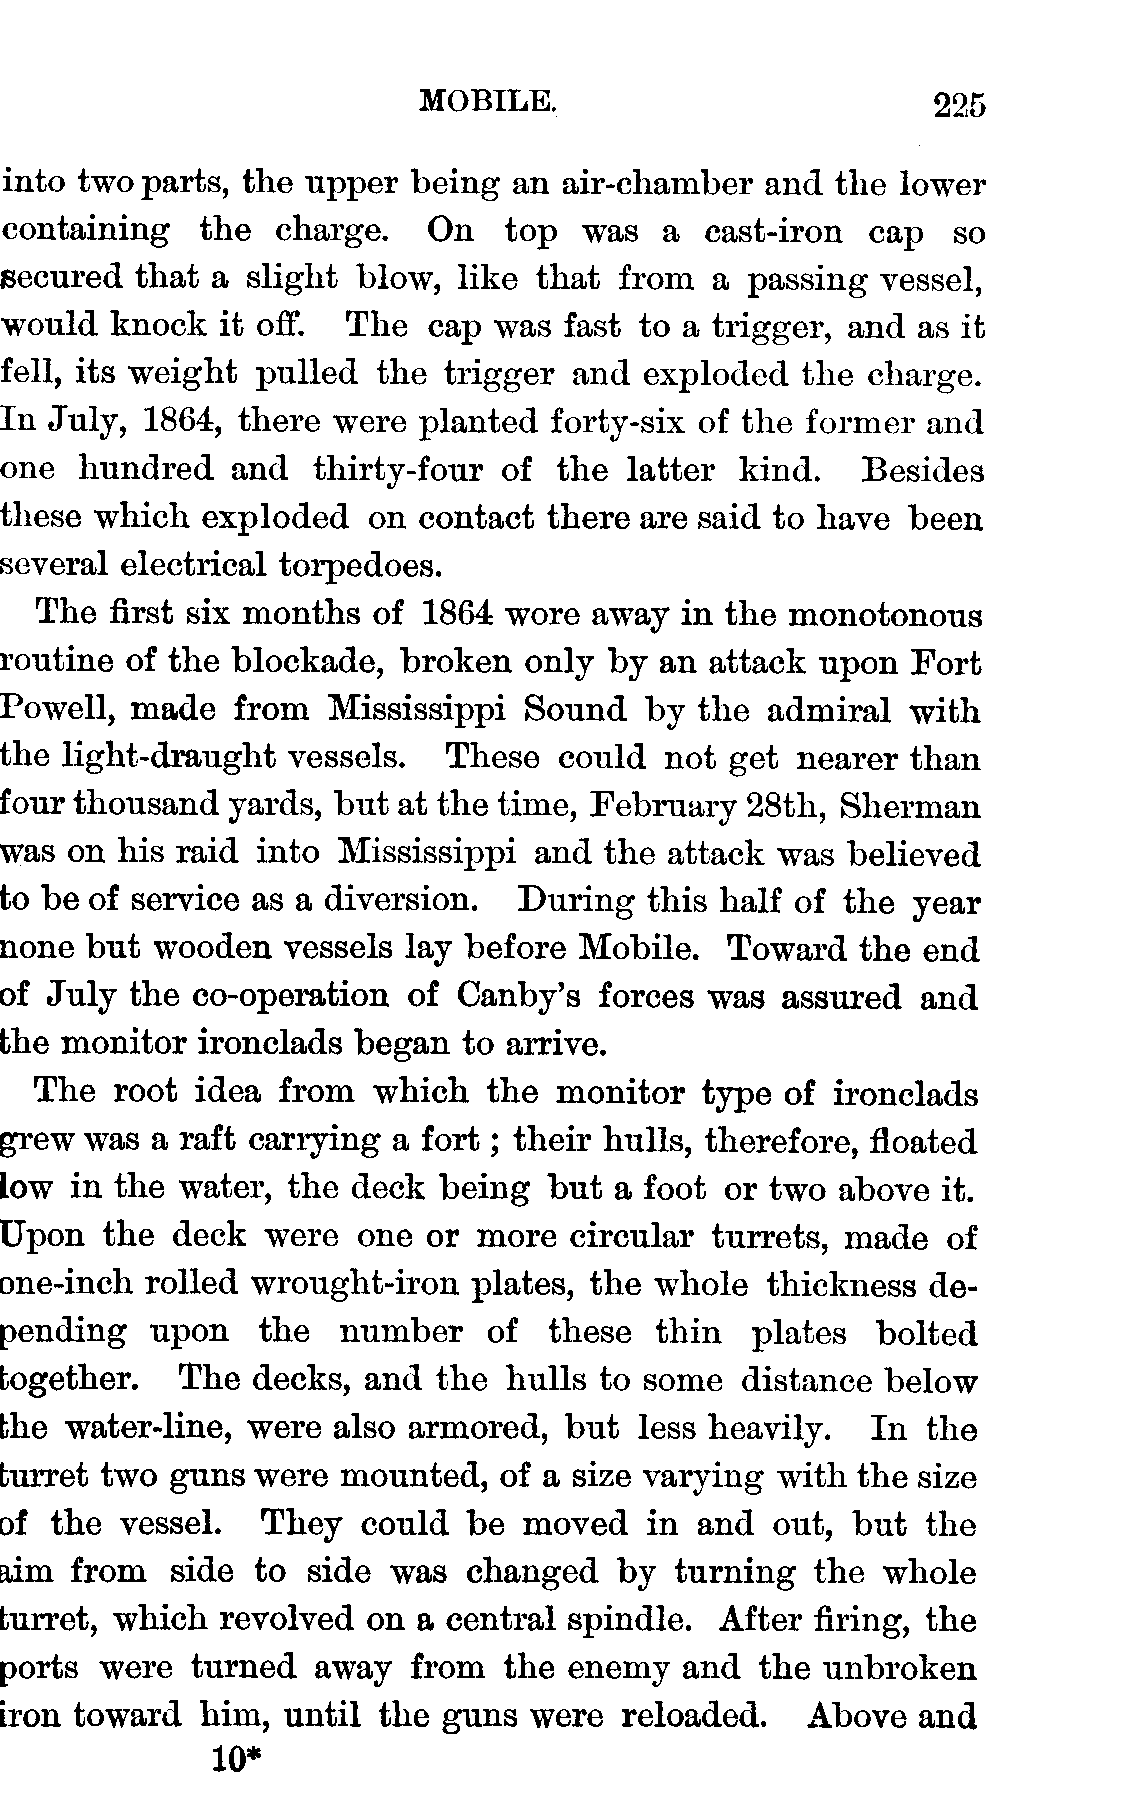 MOBILE. 225
into two parts, the upper being an air-chamber and the lower
containing the charge. On top was a cast-iron cap so
secured that a slight blow, like that from a passing vessel,
would knock it off. The cap was fast to a trigger, and as it
fell, its weight pulled the trigger and exploded the charge.
In July, 1864, there were planted forty-six of the former and
one hundred and thirty-four of the latter kind. Besides
these which exploded on contact there are said to have been
several electrical torpedoes.
The first six months of 1864 wore away in the monotonous
routine of the blockade, broken only by an attack upon Fort
Powell, made from Mississippi Sound by the admiral with
the light-draught vessels. These could not get nearer than
four thousand yards, but at the time, February 28th, Sherman
was on his raid into Mississippi and the attack was believed
to be of service as a diversion. During this half of the year
none but wooden vessels lay before Mobile. Toward the end
of July the co-operation of Canby's forces was assured and
the monitor ironclads began to arrive.
The root idea from which the monitor type of ironclads
grew was a raft carrying a fort ; their hulls, therefore, floated
low in the water, the deck being but a foot or two above it.
Upon the deck were one or more circular turrets, made of
one-inch rolled wrought-iron plates, the whole thickness de-
pending upon the number of these thin plates bolted
together. The decks, and the hulls to some distance below
the water-line, were also armored, but less heavily. In the
turret two guns were mounted, of a size varying with the size
of the vessel. They could be moved in and out, but the
aim from side to side was changed by turning the whole
turret, which revolved on a central spindle. After firing, the
ports were turned away from the enemy and the unbroken
iron toward him, until the guns were reloaded. Above and
10*